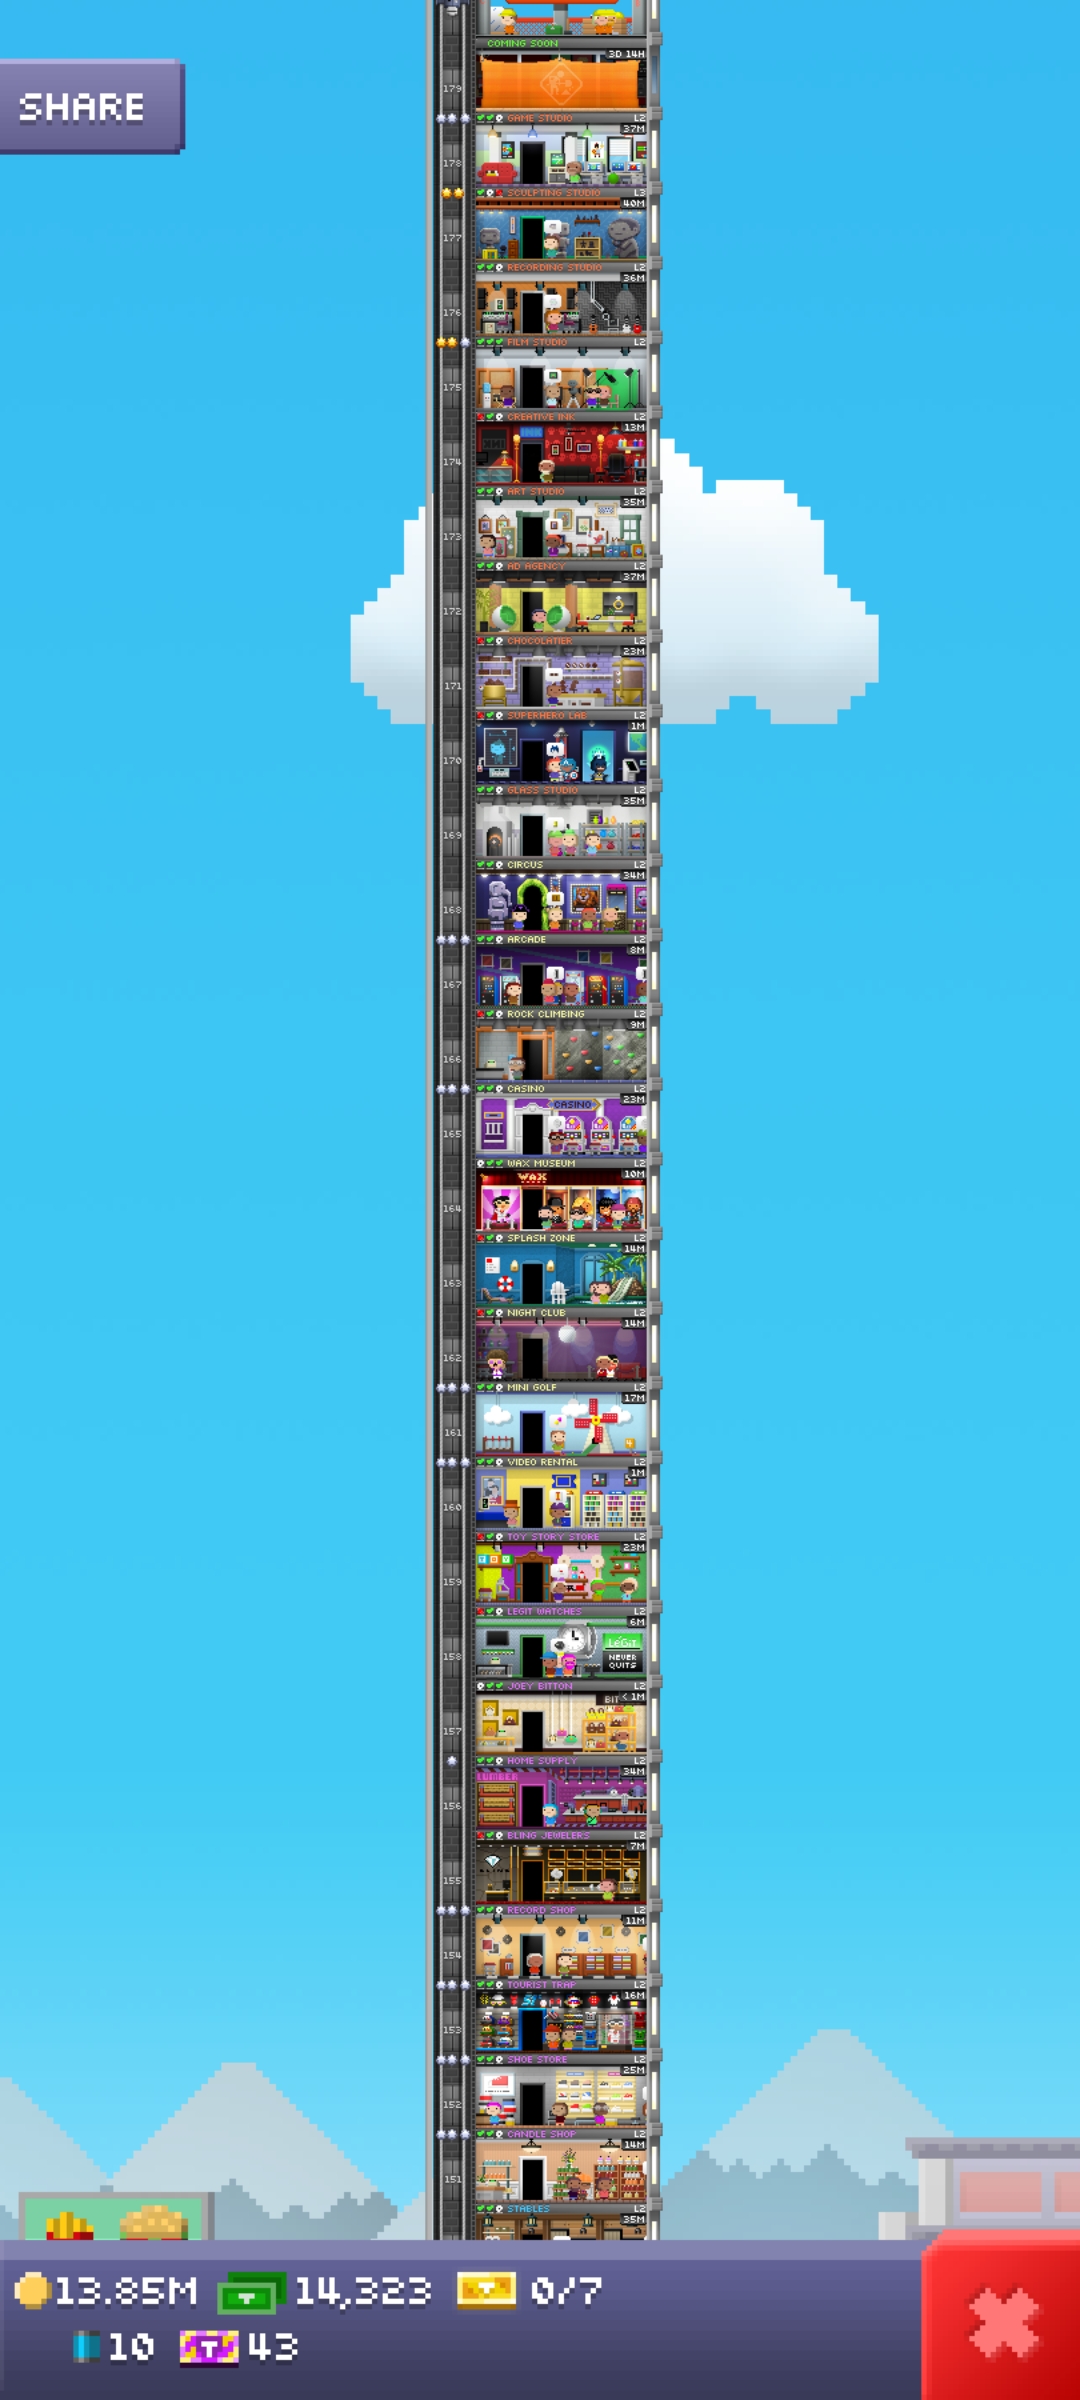 COMING SOON
3D 14H
SHARE
179
GAME STUDIO L2
37M
178
SCULPTING STUDIO L3
40M
177
RECORDING STUDIO L2
36M
176
FILM STUDIO L2
175
CREATIVE INK L2
13M
INK
174
ART STUDIO L2
35M
173
AD AGENCY L2
37M
172
CHOCOLATIER L2
23M
171
SUPERHERO LAB L2
1M
170
GLASS STUDIO L2
35M
169
CIRCUS L2
34M
168
ARCADE L2
8M
167
ROCK CLIMBING L2
9M
166
CASINO L2
23M
CASINO
165
WAX MUSEUM L2
10M
WAX
164
SPLASH ZONE L2
14M
163
NIGHT CLUB L2
14M
162
MINI GOLF L2
17M
161
VIDEO RENTAL L2
1M
160
TOY STORY STORE L2
23M
TOY
159
LEGIT WATCHES L2
6M
LEGIT
NEVER
QUITS
158
JOEY BITTON L2
BIT < 1M
157
HOME SUPPLY L2
34M
LUMBER
156
BLING JEWELERS L2
7M
155
RECORD SHOP L2
11M
154
TOURIST TRAP L2
16M
153
SHOE STORE L2
25M
152
CANDLE SHOP L2
14M
151
STABLES L2
35M
13.85M 14,323 0/7
10 43